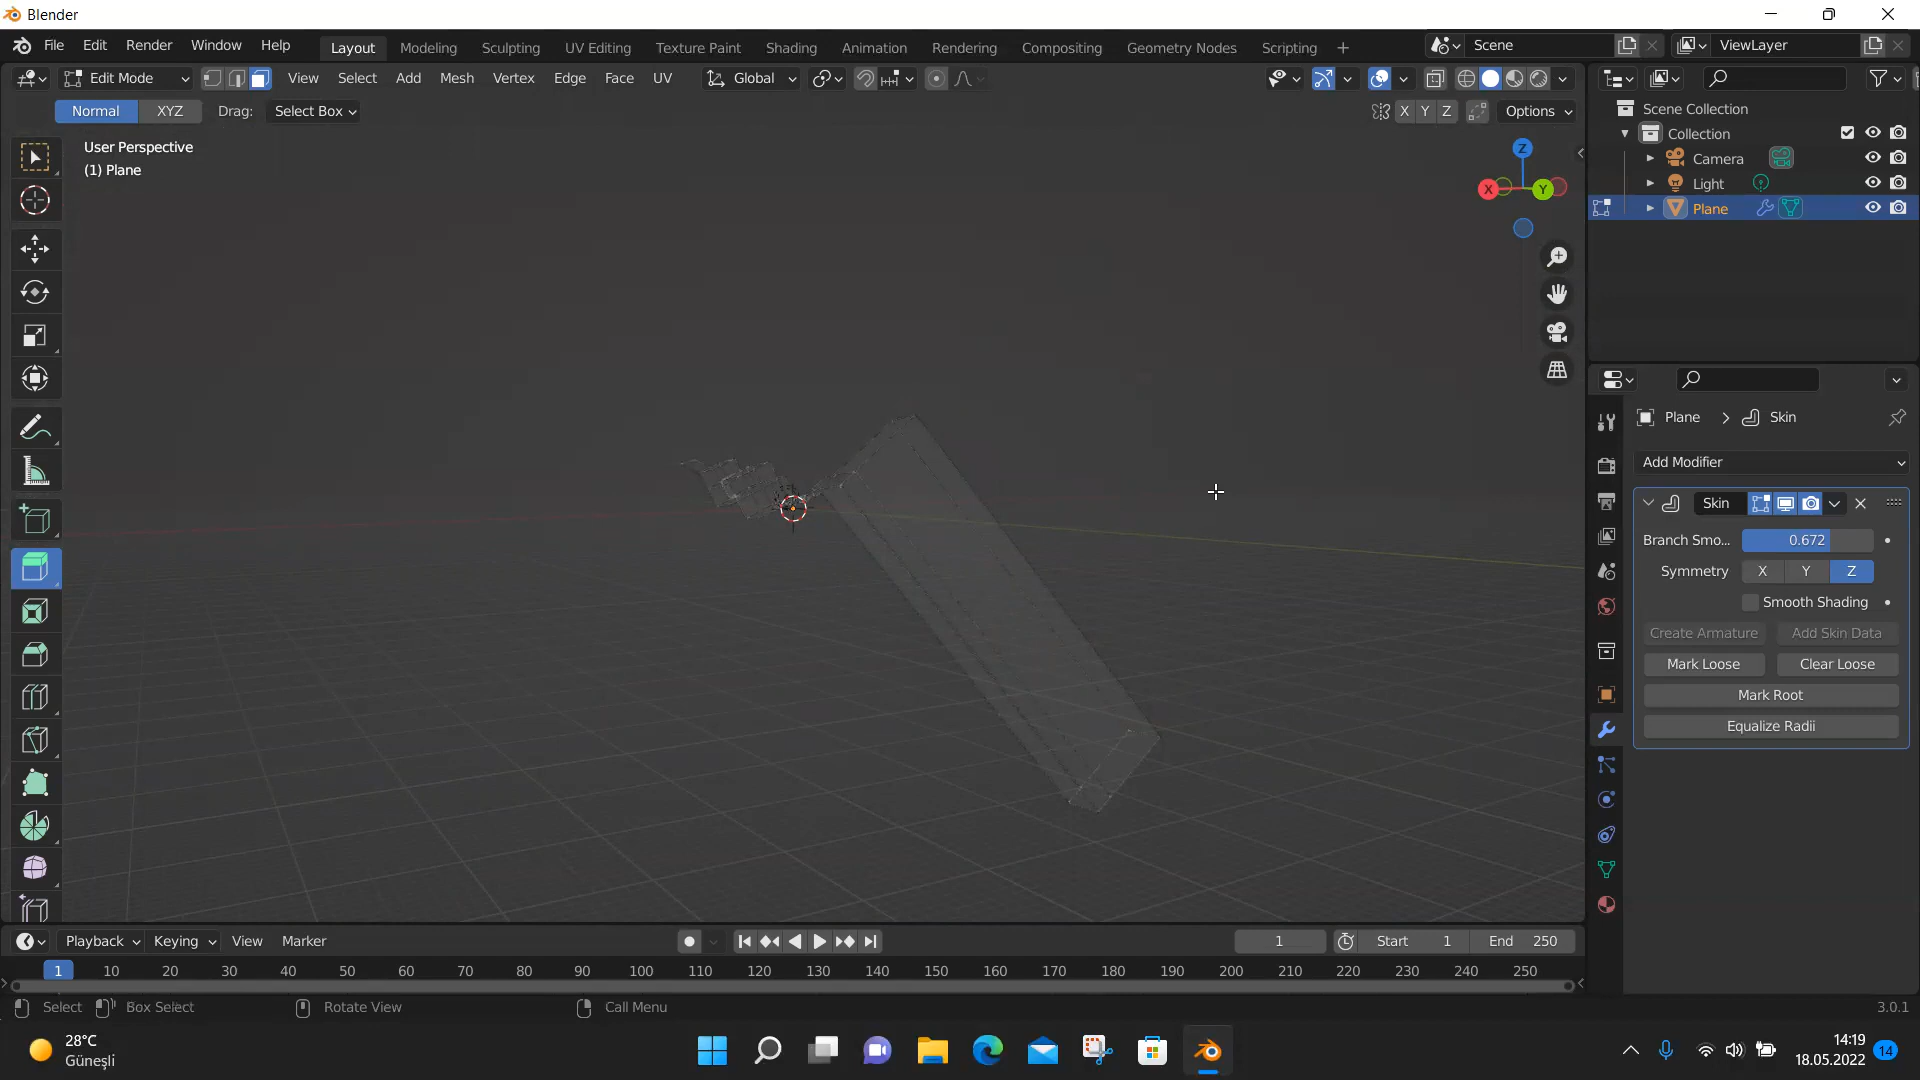 Blender
File Edit Render Window Help Layout Modeling Sculpting UV Editing Texture Paint Shading Animation Rendering Compositing Geometry Nodes Scripting + Scene ViewLayer
Edit Mode View Select Add Mesh Vertex Edge Face UV Global
Normal XYZ Drag: Select Box X Y Z Options
User Perspective
(1) Plane
Z
X Y
Scene Collection
Collection
Camera
Light
Plane
Plane > Skin
Add Modifier
Skin
Branch Smo... 0.672
Symmetry X Y Z
Smooth Shading
Create Armature Add Skin Data
Mark Loose Clear Loose
Mark Root
Equalize Radii
Playback Keying View Marker 1 Start 1 End 250
1 10 20 30 40 50 60 70 80 90 100 110 120 130 140 150 160 170 180 190 200 210 220 230 240 250
Select Box Select Rotate View Call Menu 3.0.1
28°C
Güneşli
14:19
18.05.2022 14